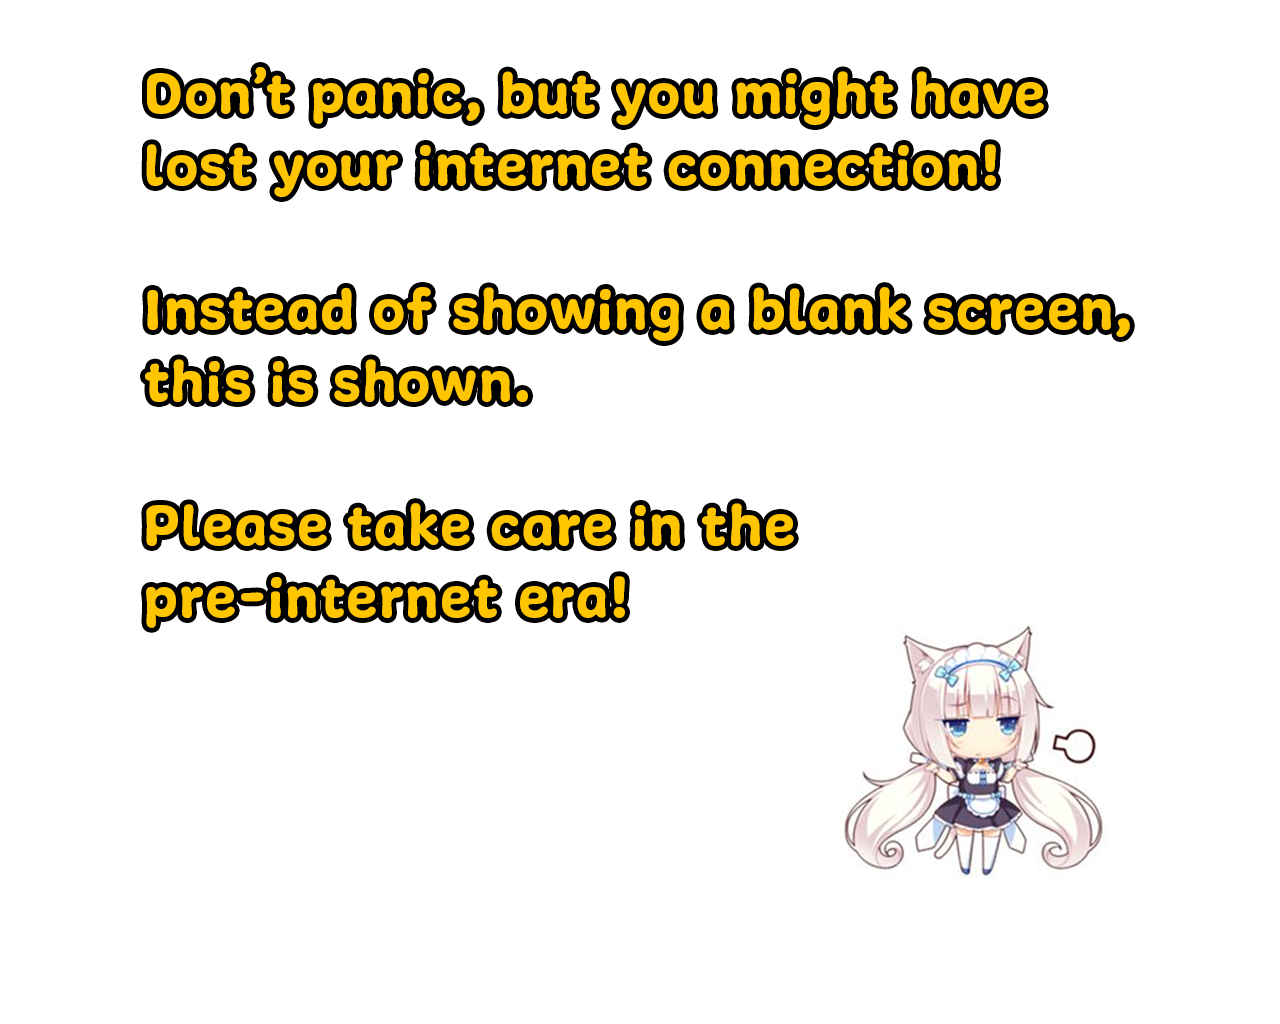 Don’t panic, but you might have
lost your internet connection!
Instead of showing a blank screen,
this is shown.
Please take care in the
pre-internet era!